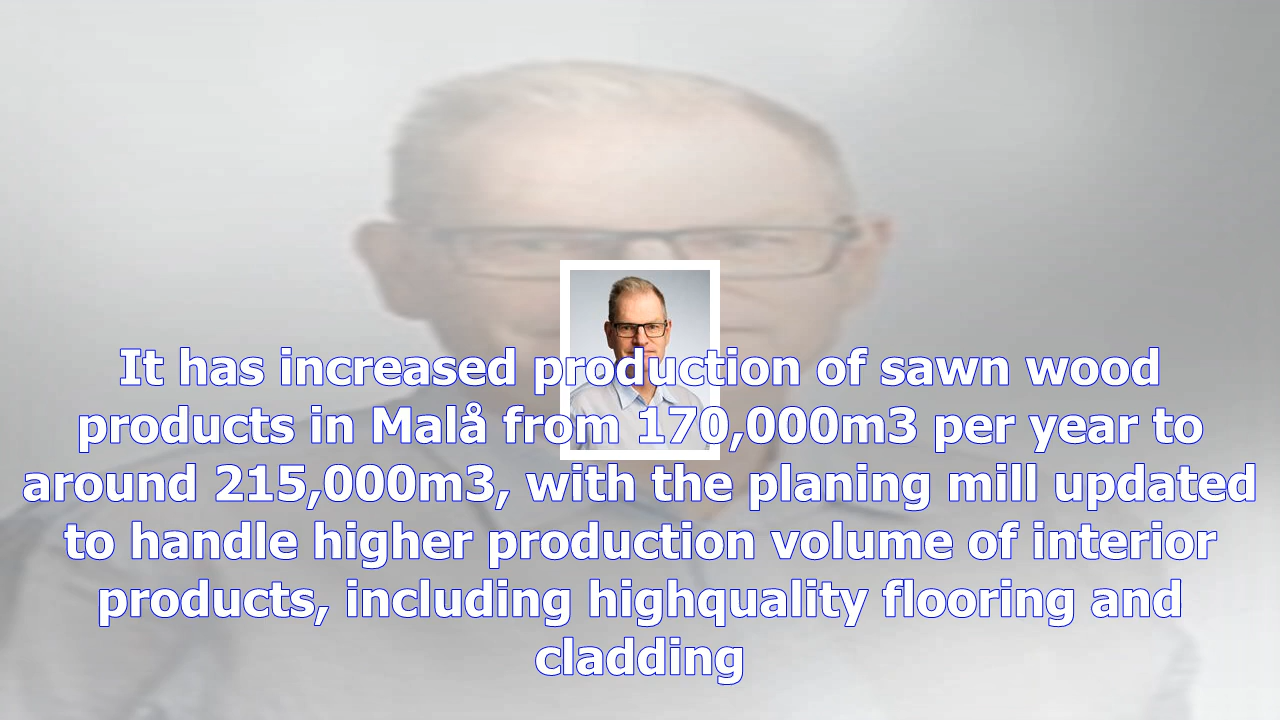 It has increased production of sawn wood
products in Malå from 170,000m3 per year to
around 215,000m3, with the planing mill updated
to handle higher production volume of interior
products, including highquality flooring and
cladding